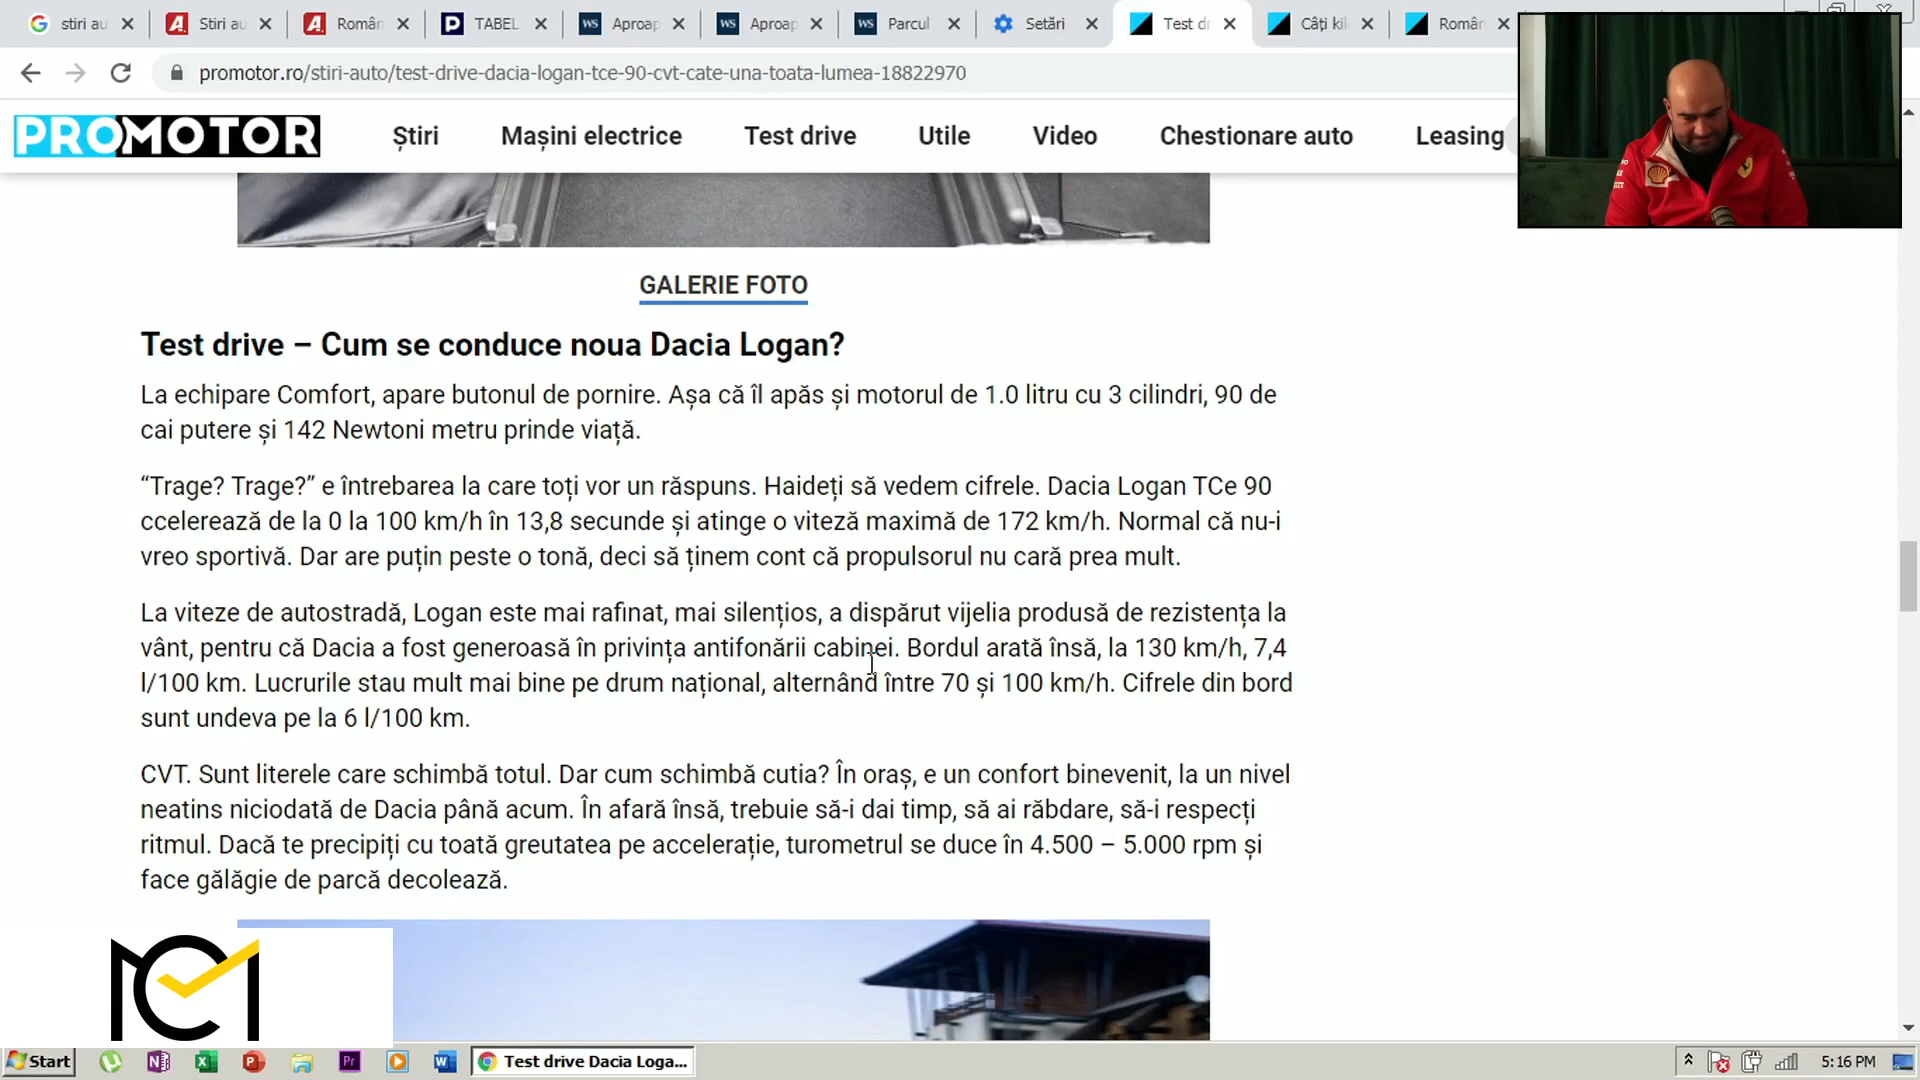 stiri au
Stiri au
Român
TABEL
Aproap
Aproap
Parcul
Setări
Test dr
Câți kil
Român
promotor.ro/stiri-auto/test-drive-dacia-logan-tce-90-cvt-cate-una-toata-lumea-18822970
PROMOTOR
Știri
Mașini electrice
Test drive
Utile
Video
Chestionare auto
Leasing
GALERIE FOTO
Test drive – Cum se conduce noua Dacia Logan?
La echipare Comfort, apare butonul de pornire. Așa că îl apăs și motorul de 1.0 litru cu 3 cilindri, 90 de
cai putere și 142 Newtoni metru prinde viață.
“Trage? Trage?” e întrebarea la care toți vor un răspuns. Haideți să vedem cifrele. Dacia Logan TCe 90
ccelerează de la 0 la 100 km/h în 13,8 secunde și atinge o viteză maximă de 172 km/h. Normal că nu-i
vreo sportivă. Dar are puțin peste o tonă, deci să ținem cont că propulsorul nu cară prea mult.
La viteze de autostradă, Logan este mai rafinat, mai silențios, a dispărut vijelia produsă de rezistența la
vânt, pentru că Dacia a fost generoasă în privința antifonării cabinei. Bordul arată însă, la 130 km/h, 7,4
l/100 km. Lucrurile stau mult mai bine pe drum național, alternând între 70 și 100 km/h. Cifrele din bord
sunt undeva pe la 6 l/100 km.
CVT. Sunt literele care schimbă totul. Dar cum schimbă cutia? În oraș, e un confort binevenit, la un nivel
neatins niciodată de Dacia până acum. În afară însă, trebuie să-i dai timp, să ai răbdare, să-i respecți
ritmul. Dacă te precipiți cu toată greutatea pe accelerație, turometrul se duce în 4.500 – 5.000 rpm și
face gălăgie de parcă decolează.
Start
Test drive Dacia Loga...
5:16 PM